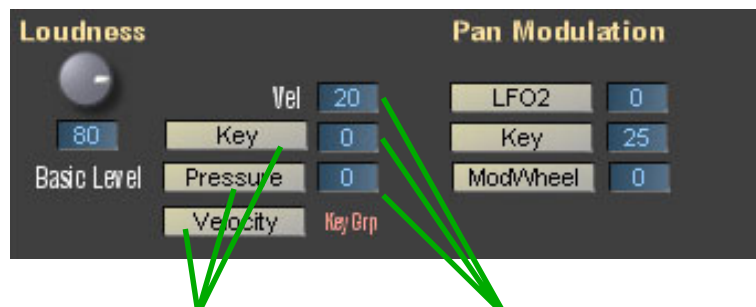 Loudness Pan Modulation
Vel 20 LFO2 0
80 Key 0 Key 25
Basic Level Pressure 0 ModWheel 0
Velocity Key Grp